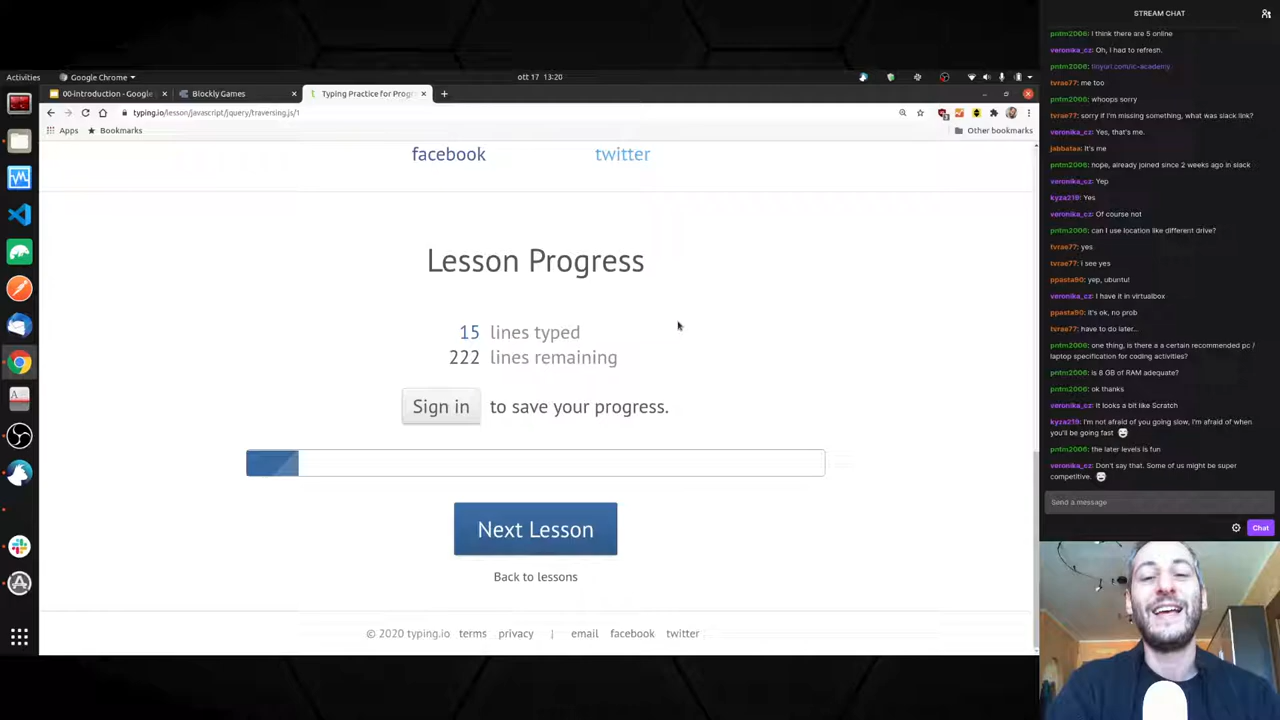 STREAM CHAT
pntm2006: I think there are 5 online
veronika_cz: Oh, I had to refresh.
pntm2006: tinyurl.com/ic-academy
tvrae77: me too
pntm2006: whoops sorry
tvrae77: sorry if I'm missing something, what was slack link?
veronika_cz: Yes, that's me.
jabbataa: It's me
pntm2006: nope, already joined since 2 weeks ago in slack
veronika_cz: Yep
kyza219: Yes
veronika_cz: Of course not
pntm2006: can I use location like different drive?
tvrae77: yes
tvrae77: I see yes
ppasta90: yep, ubuntu!
veronika_cz: I have it in virtualbox
ppasta90: it's ok, no prob
tvrae77: have to do later...
pntm2006: one thing, is there a a certain recommended pc /
laptop specification for coding activities?
pntm2006: is 8 GB of RAM adequate?
pntm2006: ok thanks
veronika_cz: It looks a bit like Scratch
kyza219: I'm not afraid of you going slow, I'm afraid of when
you'll be going fast
pntm2006: the later levels is fun
veronika_cz: Don't say that. Some of us might be super
competitive.
Send a message
Chat
Activities
Google Chrome
ott 17 13:20
00-introduction - Google
Blockly Games
Typing Practice for Progr
typing.io/lesson/javascript/jquery/traversing.js/1
Apps
Bookmarks
Other bookmarks
facebook
twitter
Lesson Progress
15 lines typed
222 lines remaining
Sign in to save your progress.
Next Lesson
Back to lessons
© 2020 typing.io terms privacy | email facebook twitter